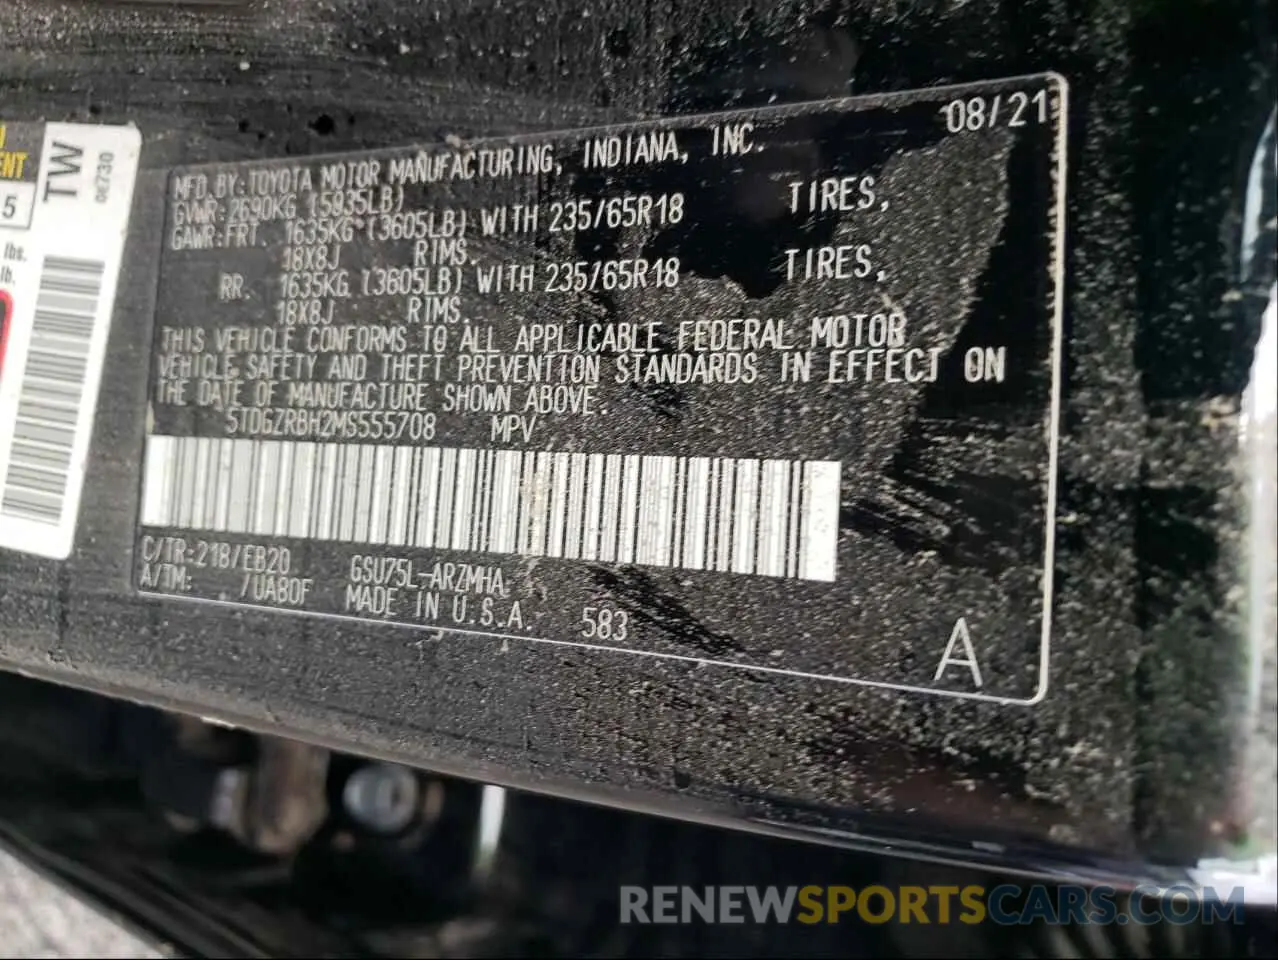 08/21
MFD. BY: TOYOTA MOTOR MANUFACTURING, INDIANA, INC.
GVWR: 2690KG (5935LB)
GAWR: FRT. 1635KG (3605LB) WITH 235/65R18 TIRES,
18X8J RIMS.
RR. 1635KG (3605LB) WITH 235/65R18 TIRES,
18X8J RIMS.
THIS VEHICLE CONFORMS TO ALL APPLICABLE FEDERAL MOTOR
VEHICLE SAFETY AND THEFT PREVENTION STANDARDS IN EFFECT ON
THE DATE OF MANUFACTURE SHOWN ABOVE.
5TDGZRBH2MS555708 MPV
C/TR: 218/EB20 GSU75L-ARZMHA
A/TM: /UA80F MADE IN U.S.A. 583
A
TW
5
lbs.
lb.
RENEWSPORTSCARS.COM